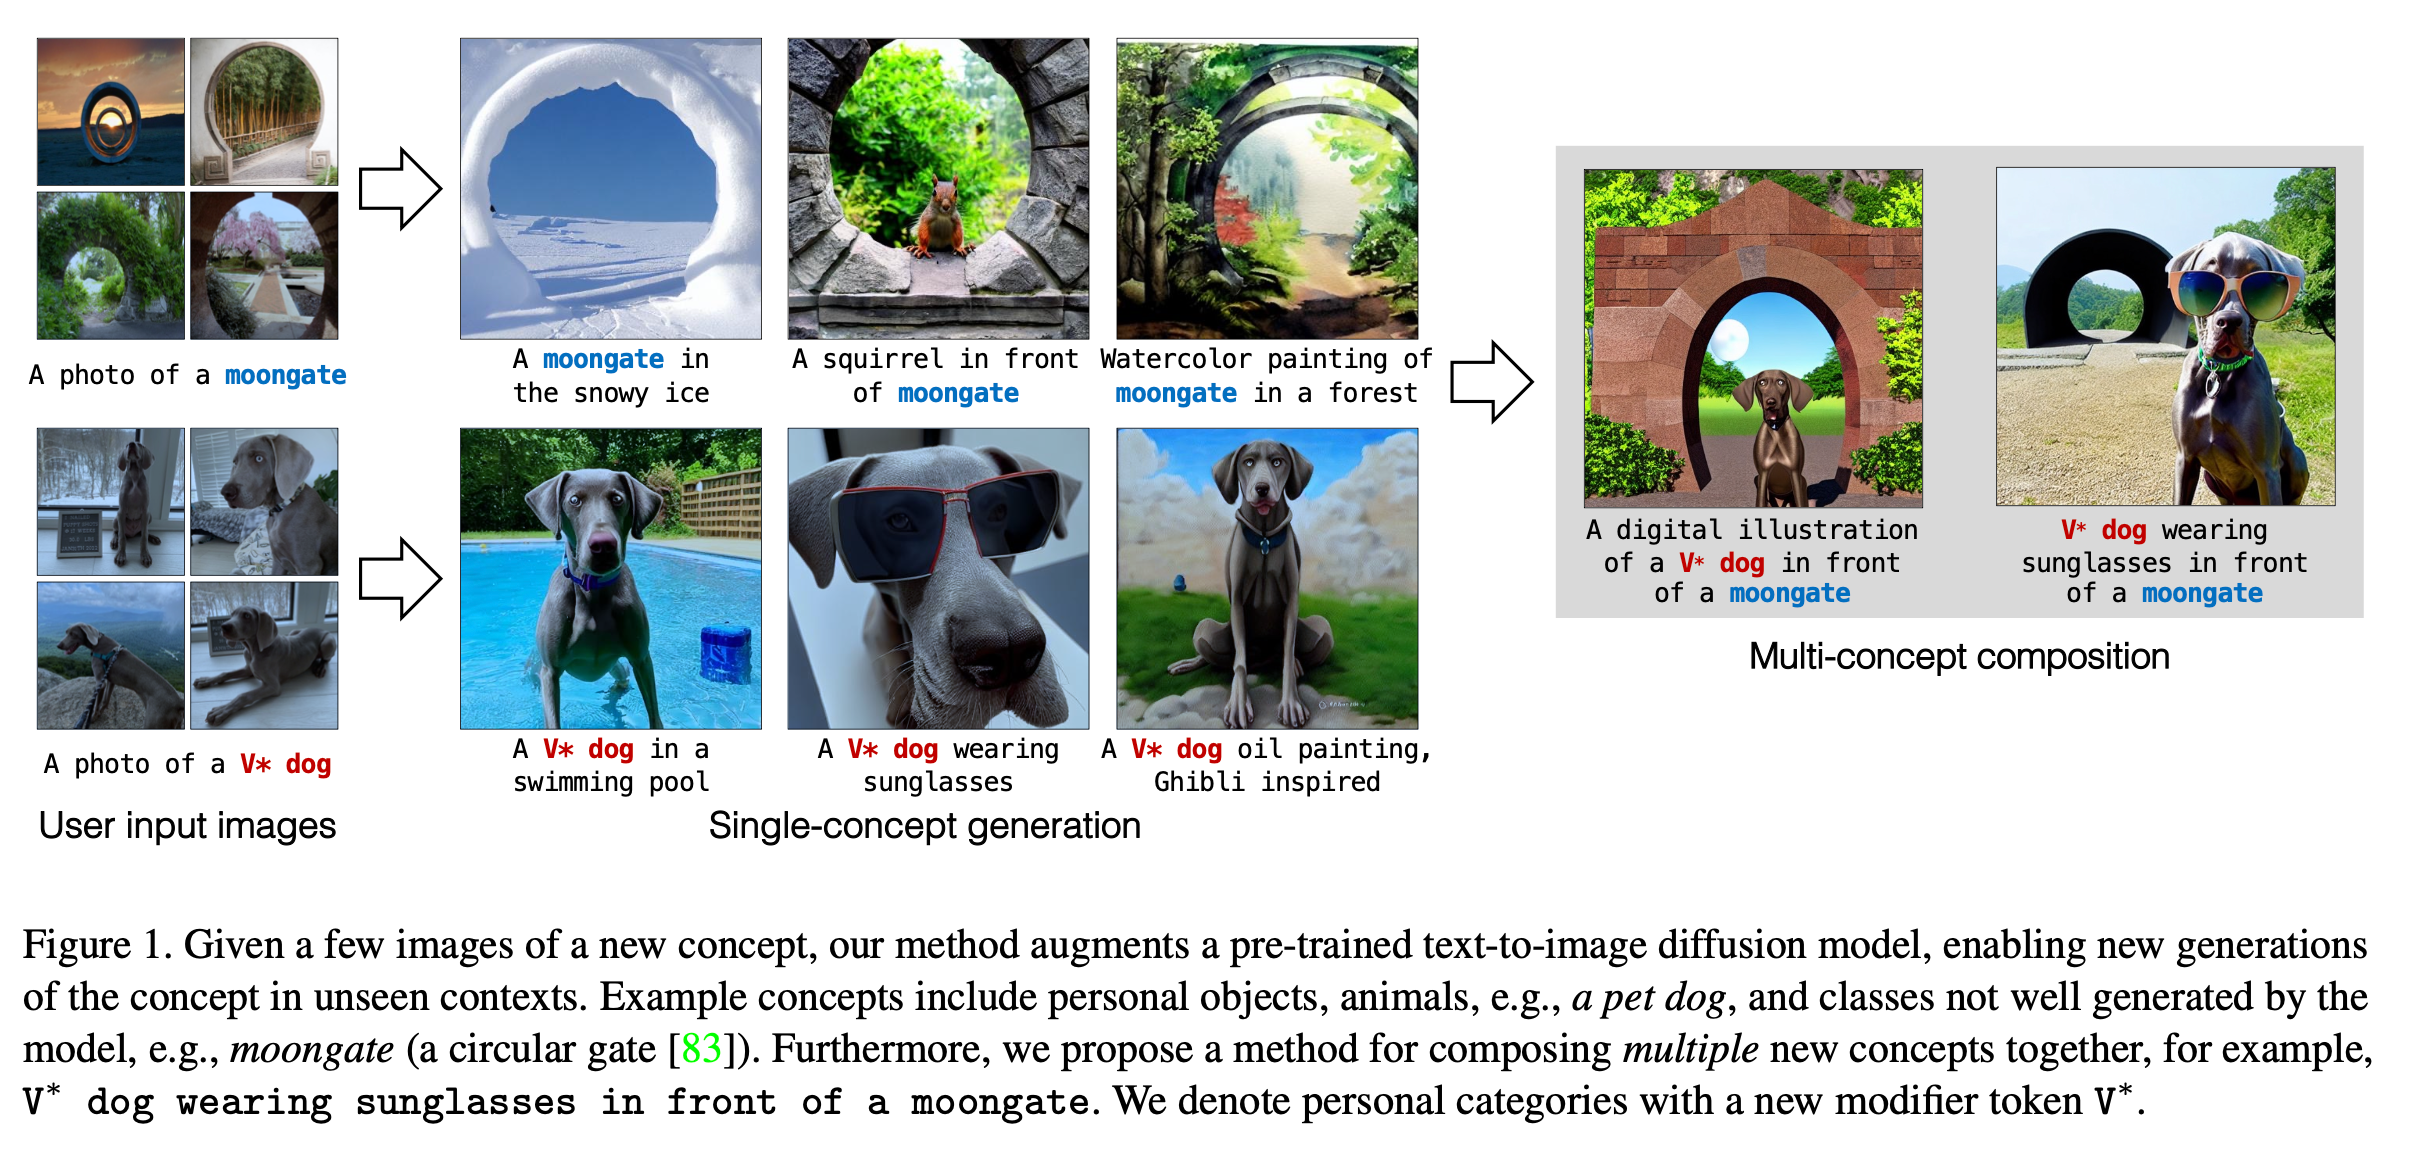 A photo of a moongate
A moongate in
the snowy ice
A squirrel in front
of moongate
Watercolor painting of
moongate in a forest
A photo of a V* dog
User input images
A V* dog in a
swimming pool
A V* dog wearing
sunglasses
A V* dog oil painting,
Ghibli inspired
Single-concept generation
A digital illustration
of a V* dog in front
of a moongate
V* dog wearing
sunglasses in front
of a moongate
Multi-concept composition
Figure 1. Given a few images of a new concept, our method augments a pre-trained text-to-image diffusion model, enabling new generations
of the concept in unseen contexts. Example concepts include personal objects, animals, e.g., a pet dog, and classes not well generated by the
model, e.g., moongate (a circular gate [83]). Furthermore, we propose a method for composing multiple new concepts together, for example,
V* dog wearing sunglasses in front of a moongate. We denote personal categories with a new modifier token V*.